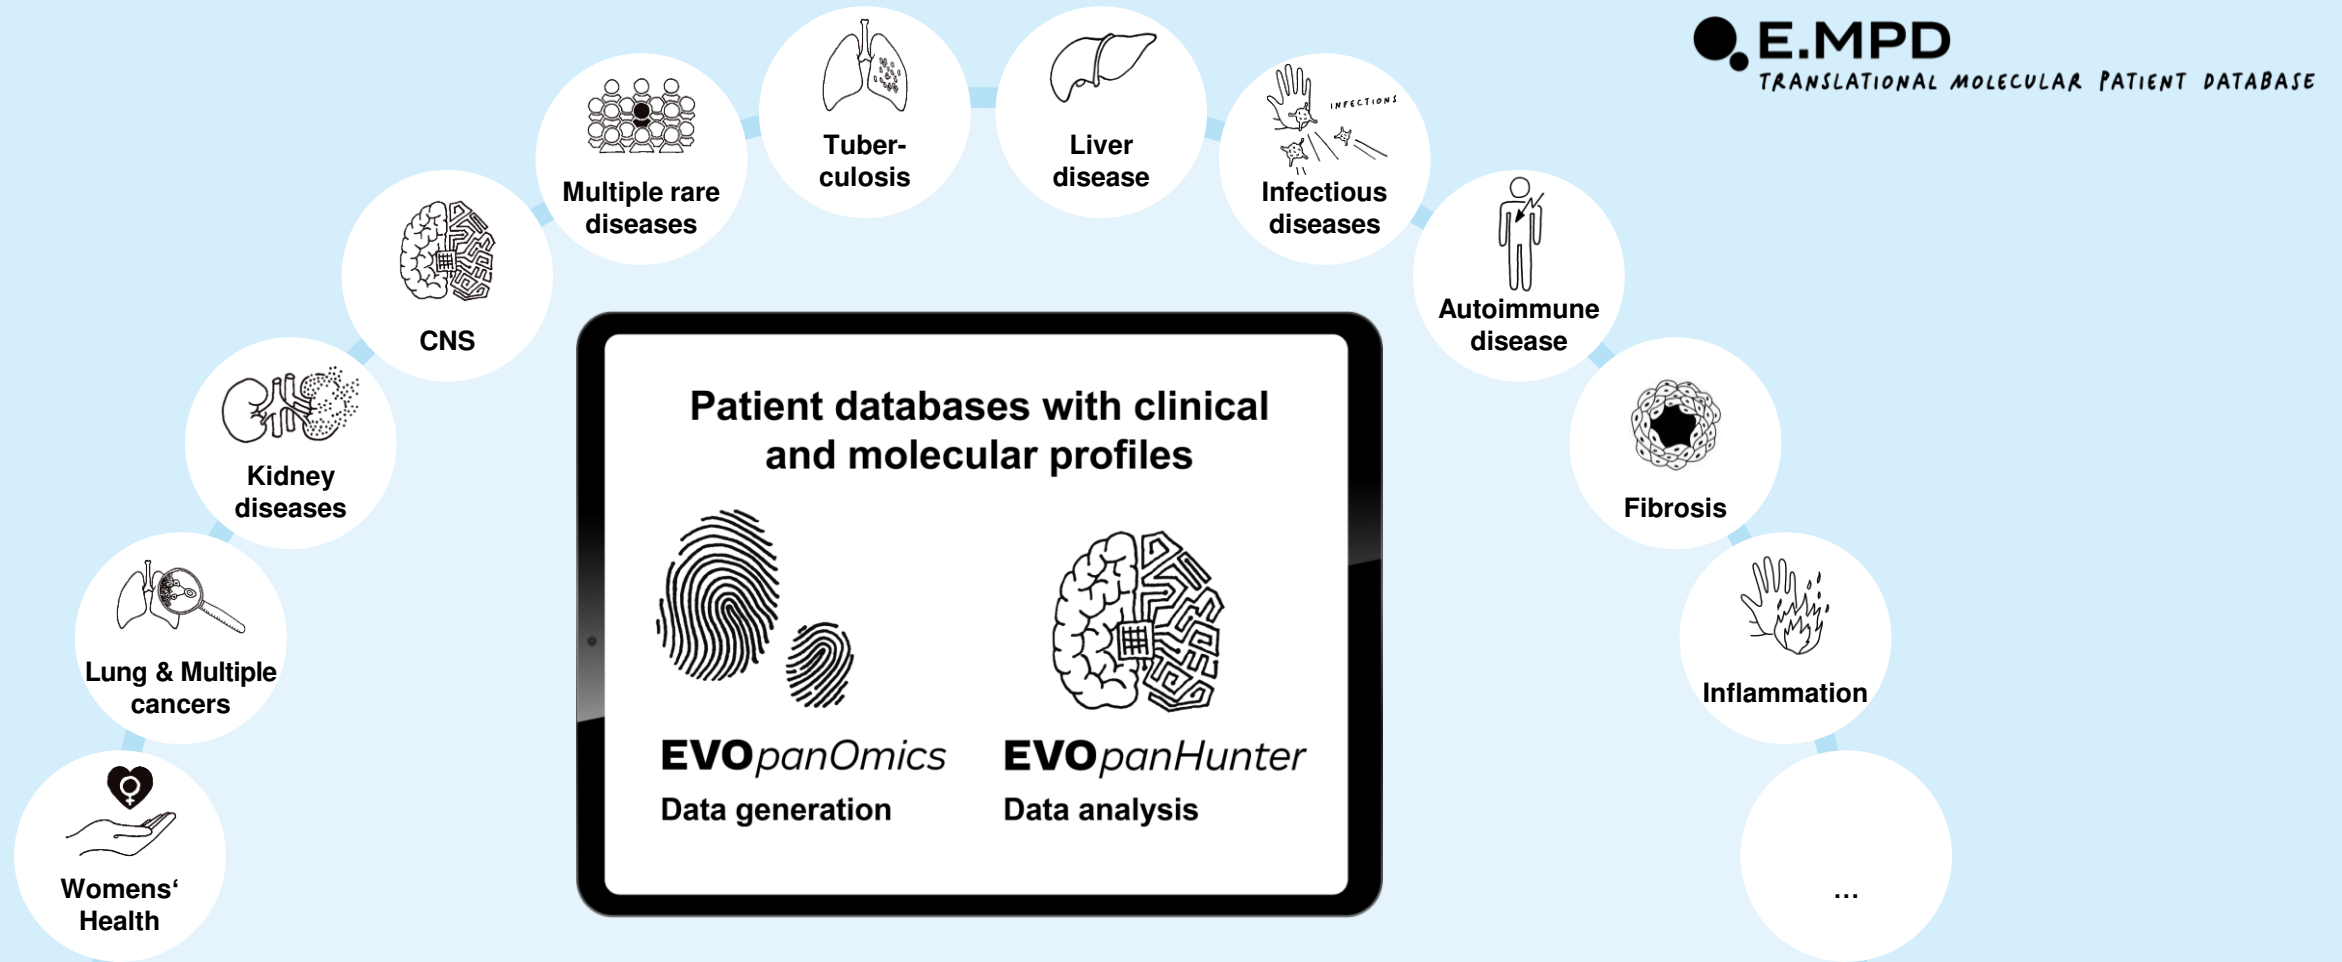 E.MPD
TRANSLATIONAL MOLECULAR PATIENT DATABASE
Womens‘
Health
Lung & Multiple
cancers
Kidney
diseases
CNS
Multiple rare
diseases
Tuber-
culosis
Liver
disease
INFECTIONS
Infectious
diseases
Autoimmune
disease
Fibrosis
Inflammation
...
Patient databases with clinical
and molecular profiles
EVOpanOmics
Data generation
EVOpanHunter
Data analysis